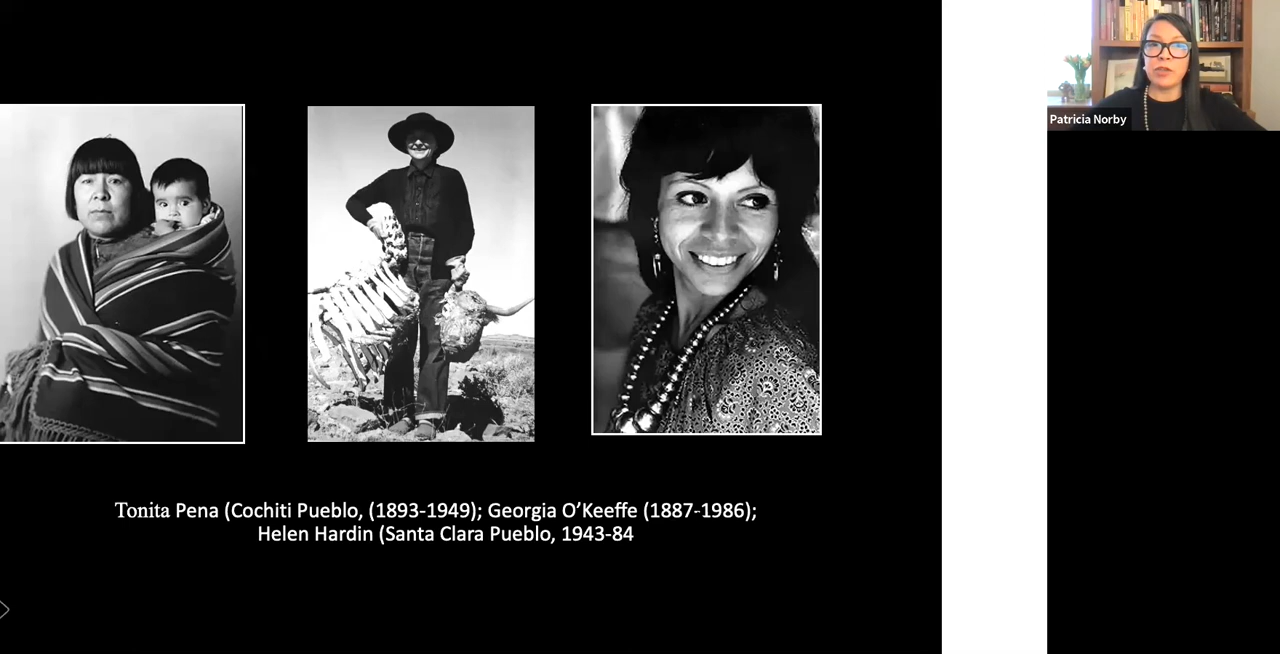 Patricia Norby
Tonita Pena (Cochiti Pueblo, (1893-1949); Georgia O’Keeffe (1887-1986);
Helen Hardin (Santa Clara Pueblo, 1943-84